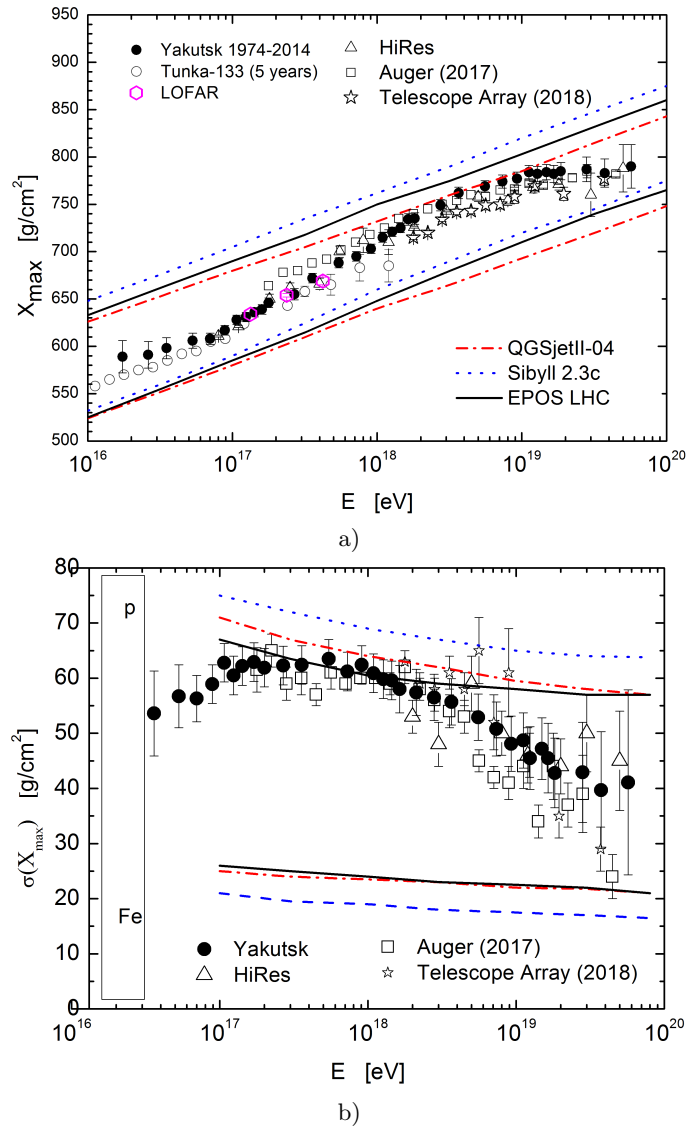 950
900
850
800
750
700
650
600
550
500
X_max [g/cm²]
Yakutsk 1974-2014
Tunka-133 (5 years)
LOFAR
HiRes
Auger (2017)
Telescope Array (2018)
QGSjetII-04
Sibyll 2.3c
EPOS LHC
10^16 10^17 10^18 10^19 10^20
E [eV]
a)
80
70
60
50
40
30
20
10
0
σ(X_max) [g/cm²]
p
Fe
Yakutsk
HiRes
Auger (2017)
Telescope Array (2018)
10^16 10^17 10^18 10^19 10^20
E [eV]
b)